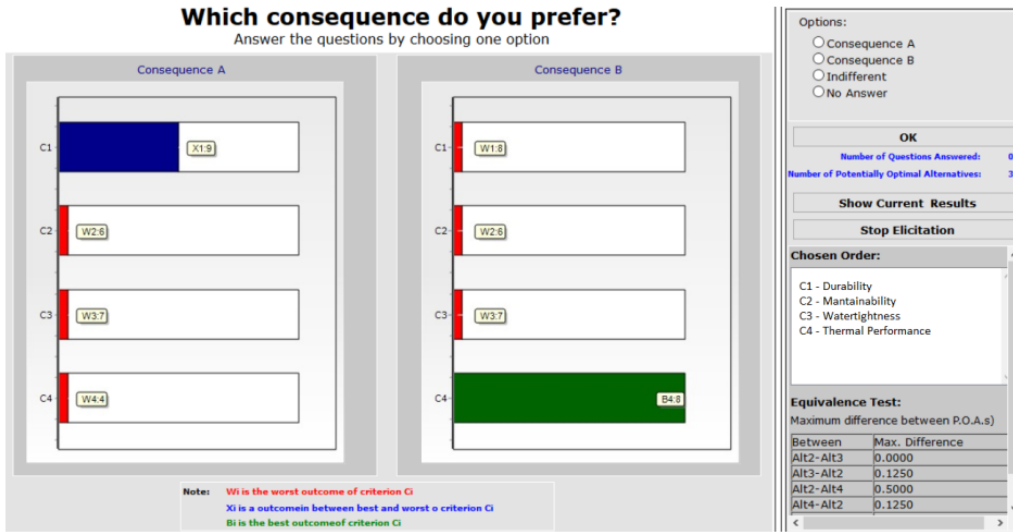 Which consequence do you prefer?
Answer the questions by choosing one option
Consequence A
C1
X1:9
C2
W2:6
C3
W3:7
C4
W4:4
Consequence B
C1
W1:8
C2
W2:6
C3
W3:7
C4
B4:8
Note: Wi is the worst outcome of criterion Ci
Xi is a outcomein between best and worst o criterion Ci
Bi is the best outcomeof criterion Ci
Options:
Consequence A
Consequence B
Indifferent
No Answer
OK
Number of Questions Answered: 0
Number of Potentially Optimal Alternatives: 3
Show Current Results
Stop Elicitation
Chosen Order:
C1 - Durability
C2 - Mantainability
C3 - Watertightness
C4 - Thermal Performance
Equivalence Test:
Maximum difference between P.O.A.s)
Between Max. Difference
Alt2-Alt3 0.0000
Alt3-Alt2 0.1250
Alt2-Alt4 0.5000
Alt4-Alt2 0.1250